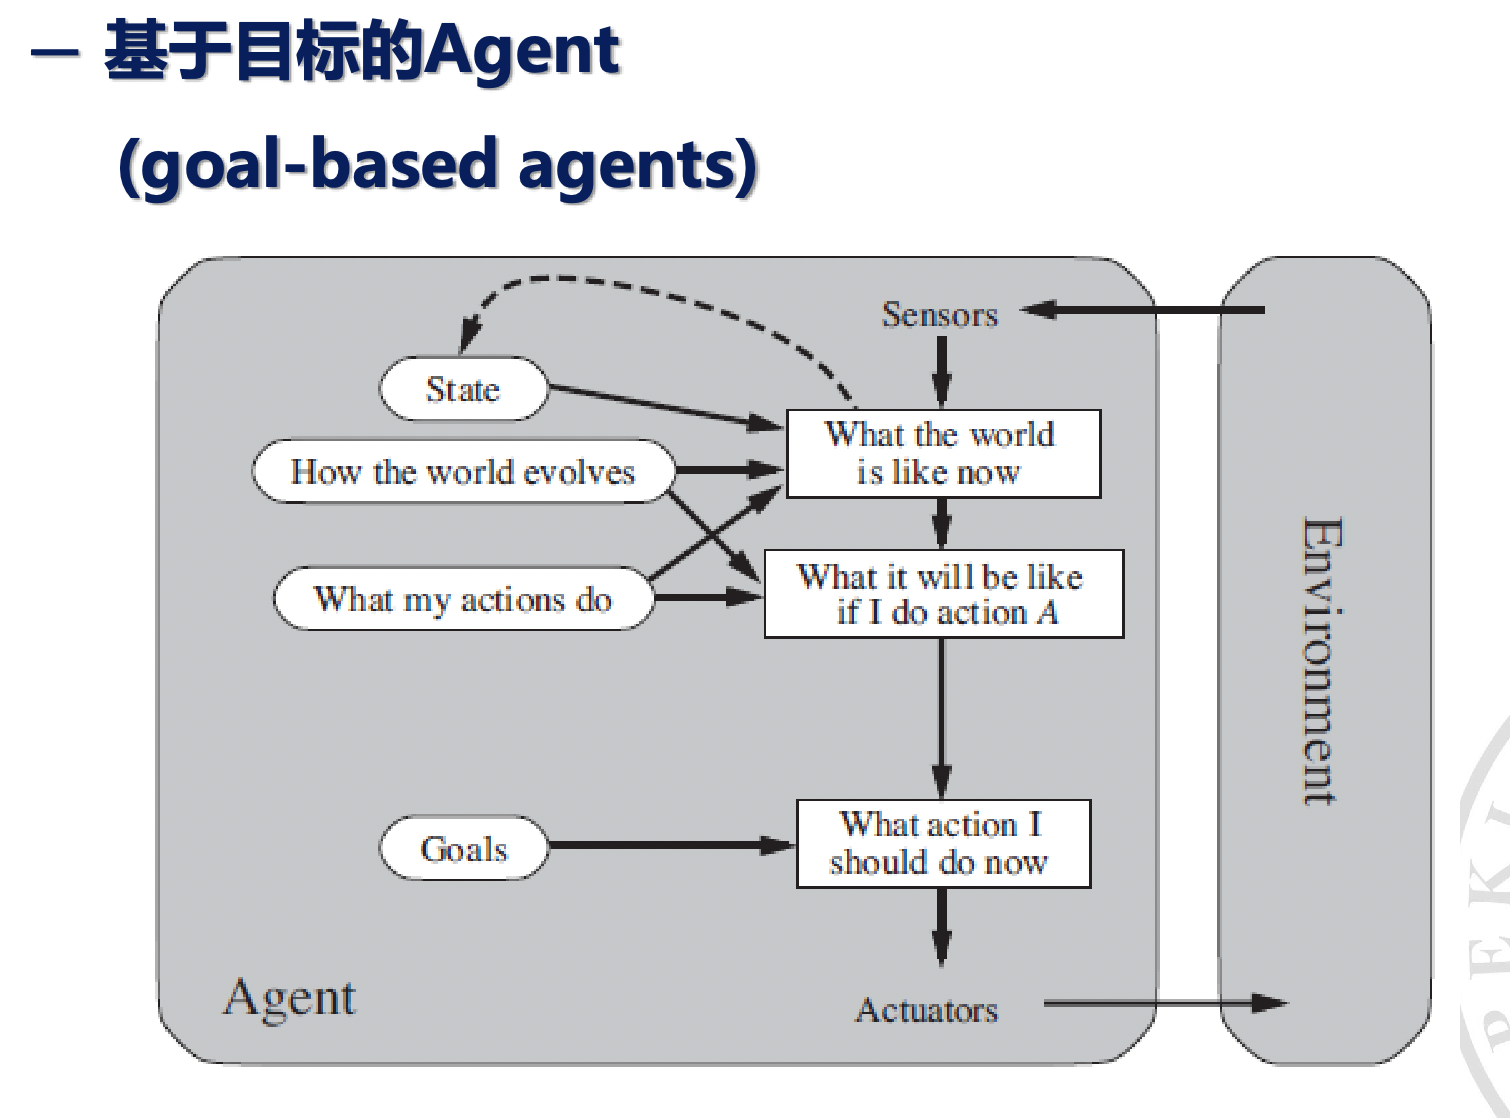 — 基于目标的Agent
(goal-based agents)
Sensors
State
What the world
is like now
How the world evolves
What my actions do
What it will be like
if I do action A
Environment
Goals
What action I
should do now
Agent
Actuators
PEKI